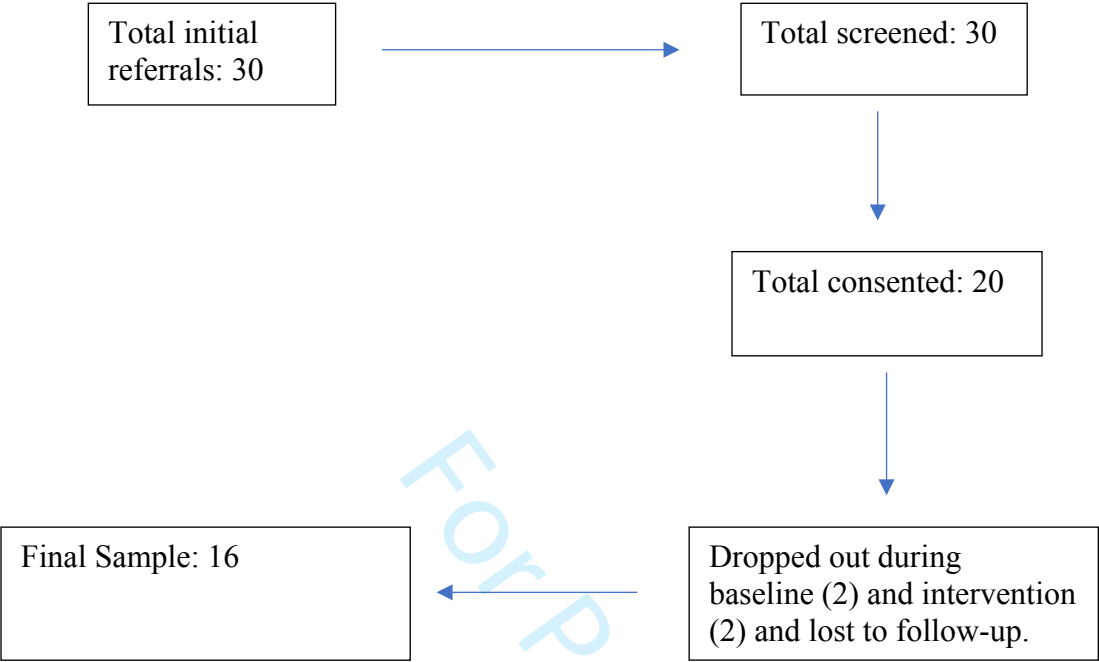 Total initial
referrals: 30
Total screened: 30
Total consented: 20
Dropped out during
baseline (2) and intervention
(2) and lost to follow-up.
Final Sample: 16
For P